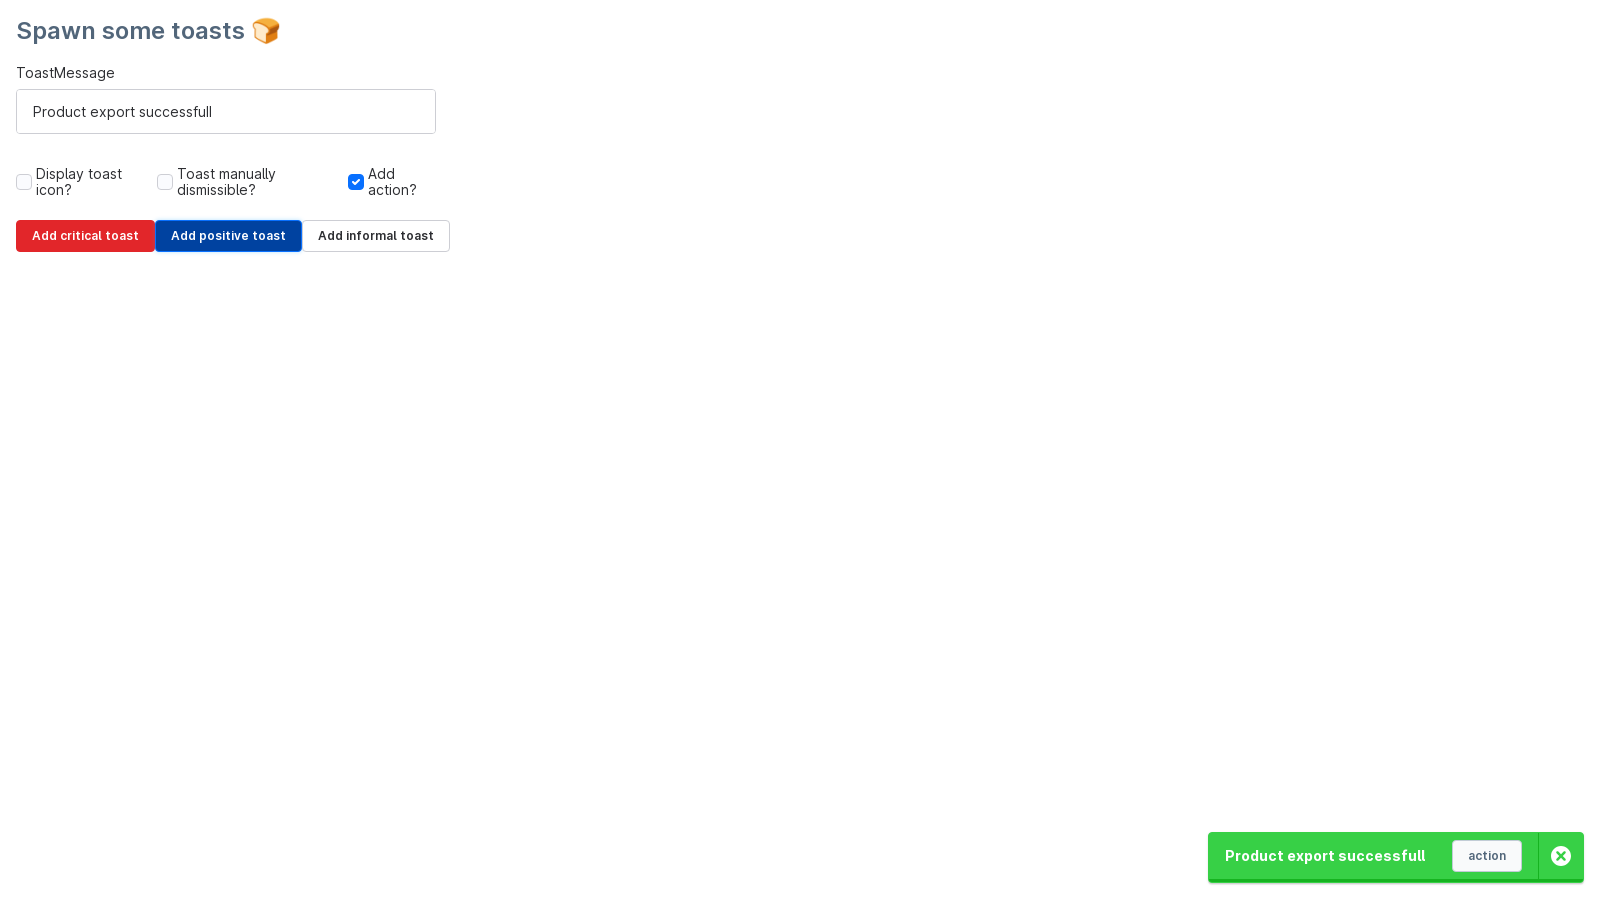 Spawn some toasts 🍞
ToastMessage
Product export successfull
Display toast icon?
Toast manually dismissible?
Add action?
Add critical toast
Add positive toast
Add informal toast
Product export successfull
action